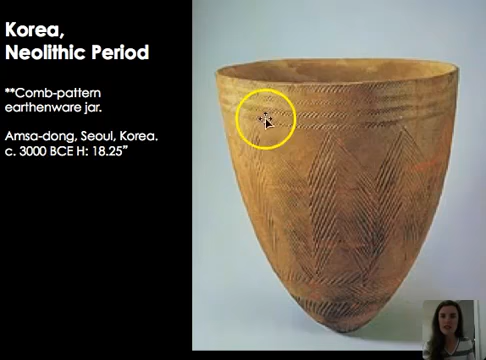 Korea,
Neolithic Period
**Comb-pattern
earthenware jar.
Amsa-dong, Seoul, Korea.
c. 3000 BCE H: 18.25”